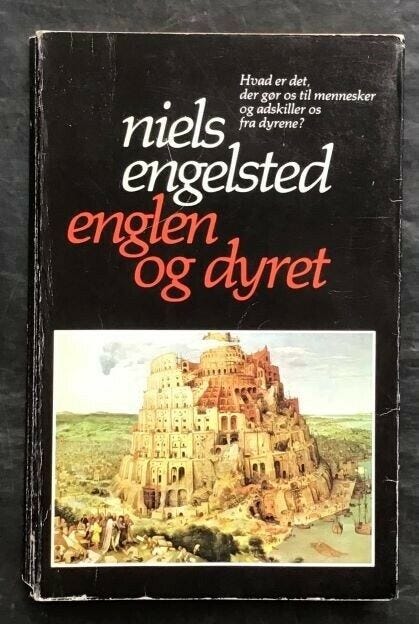 Hvad er det,
der gør os til mennesker
og adskiller os
fra dyrene?
niels
engelsted
englen
og dyret